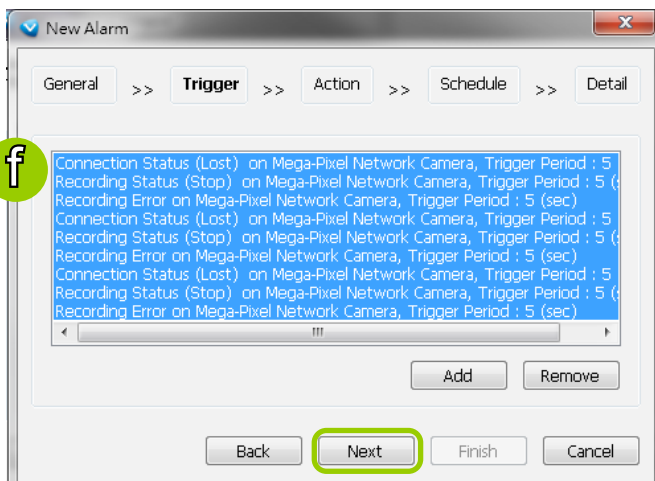 New Alarm
General >> Trigger >> Action >> Schedule >> Detail
f
Connection Status (Lost) on Mega-Pixel Network Camera, Trigger Period : 5
Recording Status (Stop) on Mega-Pixel Network Camera, Trigger Period : 5 (
Recording Error on Mega-Pixel Network Camera, Trigger Period : 5 (sec)
Connection Status (Lost) on Mega-Pixel Network Camera, Trigger Period : 5
Recording Status (Stop) on Mega-Pixel Network Camera, Trigger Period : 5 (
Recording Error on Mega-Pixel Network Camera, Trigger Period : 5 (sec)
Connection Status (Lost) on Mega-Pixel Network Camera, Trigger Period : 5
Recording Status (Stop) on Mega-Pixel Network Camera, Trigger Period : 5 (
Recording Error on Mega-Pixel Network Camera, Trigger Period : 5 (sec)
Add Remove
Back Next Finish Cancel